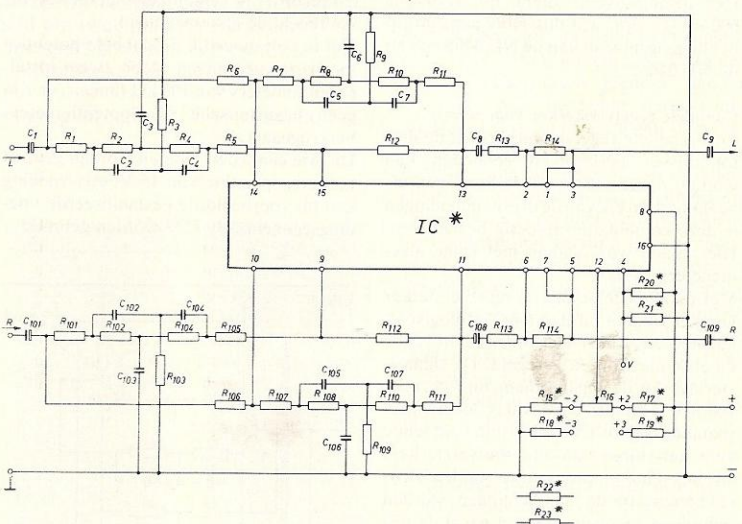 C6 R9
R6 R7 R8 R10 R11
C5 C7
C1 R1 R2 C3 R3 R4 R5 R12 C8 R13 R14 C9
L C2 C4 L
14 15 13 2 1 3
IC *
8
16
10 9 11 6 7 5 12 4
R20*
R21*
R C102 C104
C101 R101 R102 R104 R105 R112 C108 R113 R114 C109 R
C103 R103
V
C105 C107
R106 R107 R108 R110 R111 R15* -2 R16 +2 R17* +
C106 R109 R18* -3 +3 R19*
R22*
R23*